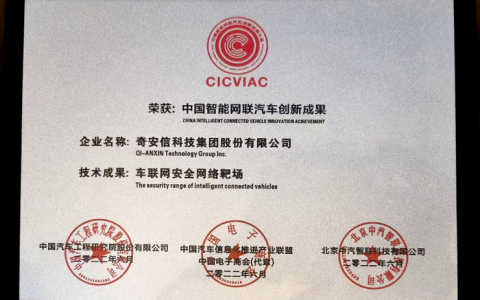 CICVIAC
荣获：中国智能网联汽车创新成果
CHINA INTELLIGENT CONNECTED VEHICLE INNOVATION ACHIEVEMENT
企业名称：奇安信科技集团股份有限公司
QI-ANXIN Technology Group Inc.
技术成果：车联网安全网络靶场
The security range of intelligent connected vehicles
中国汽车工程研究院股份有限公司
二零二二年六月
中国汽车信息化推进产业联盟
中国电子商会(代章)
二〇二二年六月
北京中汽智联科技有限公司
二零二二年六月